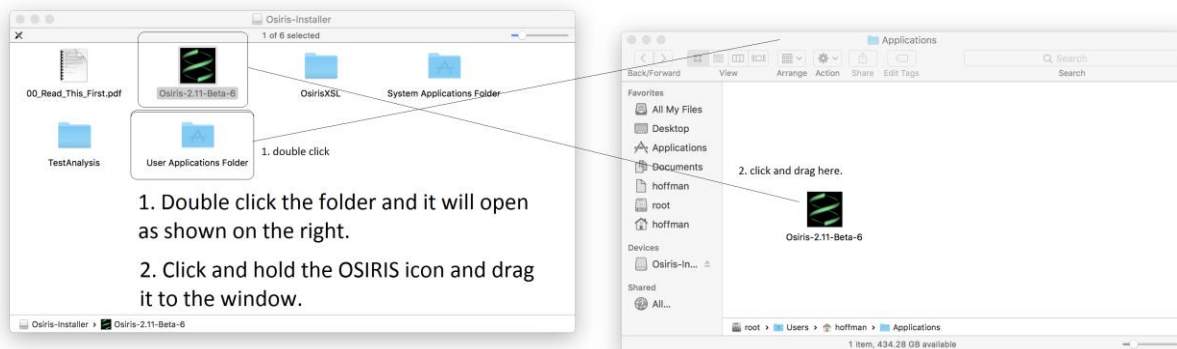 Osiris-Installer
1 of 6 selected
00_Read_This_First.pdf
Osiris-2.11-Beta-6
OsirisXSL
System Applications Folder
TestAnalysis
User Applications Folder
1. double click
1. Double click the folder and it will open
as shown on the right.
2. Click and hold the OSIRIS icon and drag
it to the window.
Osiris-Installer › Osiris-2.11-Beta-6
Applications
Search
Back/Forward View Arrange Action Share Edit Tags Search
Favorites
All My Files
Desktop
Applications
Documents
hoffman
root
hoffman
Devices
Osiris-In...
Shared
All...
2. click and drag here.
Osiris-2.11-Beta-6
root › Users › hoffman › Applications
1 item, 434.28 GB available